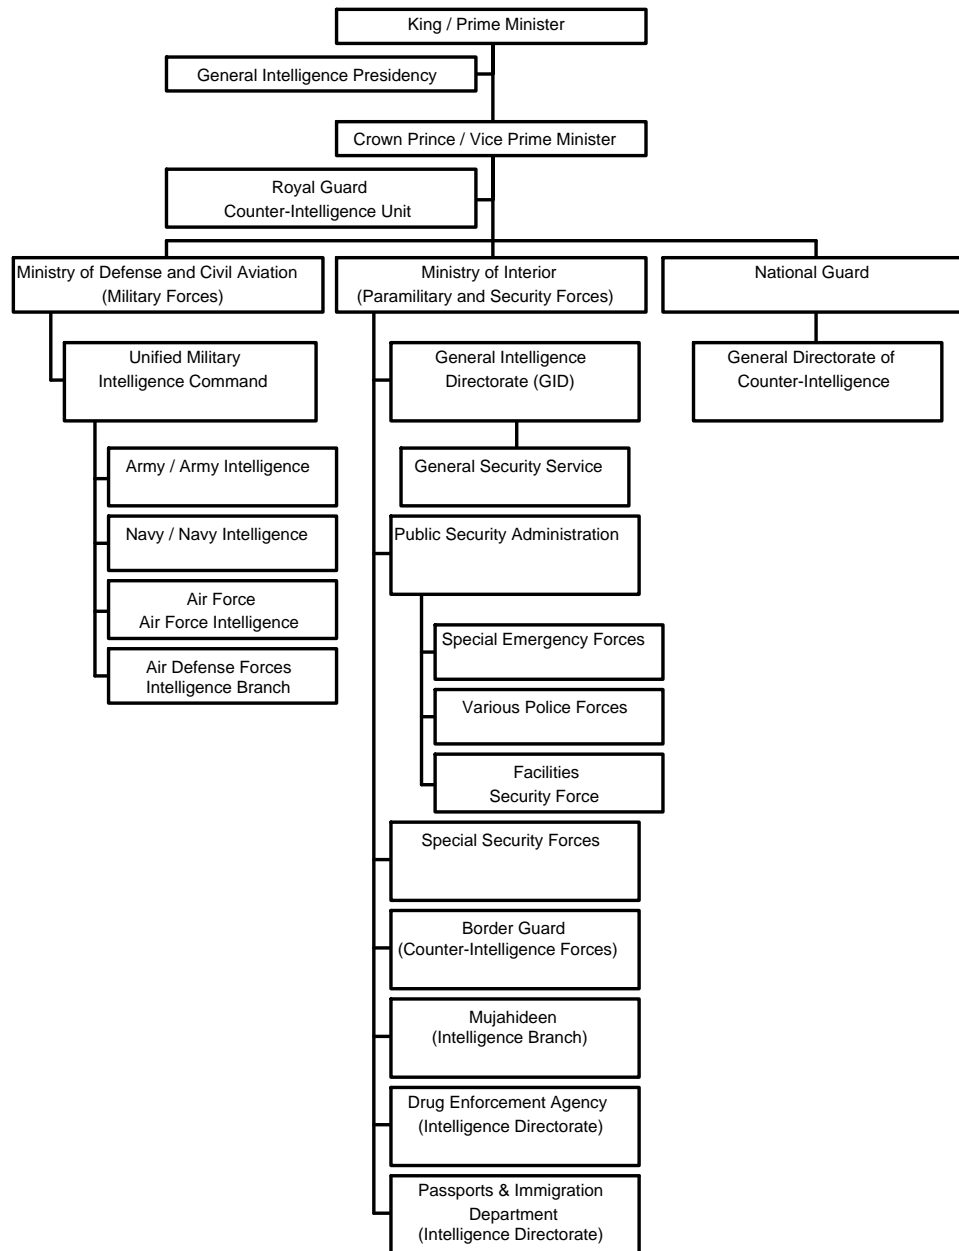 King / Prime Minister
General Intelligence Presidency
Crown Prince / Vice Prime Minister
Royal Guard
Counter-Intelligence Unit
Ministry of Defense and Civil Aviation
(Military Forces)
Ministry of Interior
(Paramilitary and Security Forces)
National Guard
Unified Military
Intelligence Command
General Intelligence
Directorate (GID)
General Directorate of
Counter-Intelligence
Army / Army Intelligence
General Security Service
Navy / Navy Intelligence
Public Security Administration
Air Force
Air Force Intelligence
Air Defense Forces
Intelligence Branch
Special Emergency Forces
Various Police Forces
Facilities
Security Force
Special Security Forces
Border Guard
(Counter-Intelligence Forces)
Mujahideen
(Intelligence Branch)
Drug Enforcement Agency
(Intelligence Directorate)
Passports & Immigration
Department
(Intelligence Directorate)